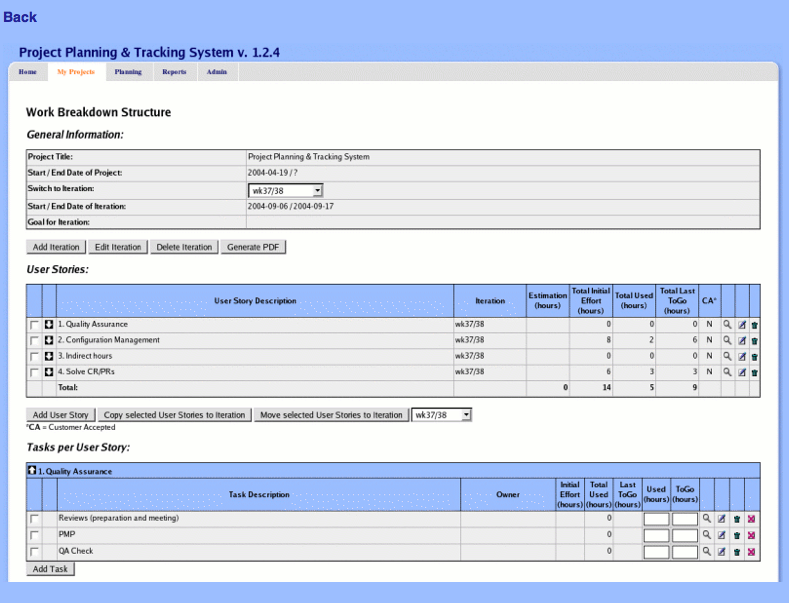 Back
Project Planning & Tracking System v. 1.2.4
Home My Projects Planning Reports Admin
Work Breakdown Structure
General Information:
Project Title: Project Planning & Tracking System
Start/End Date of Project: 2004-04-19/?
Switch to Iteration: wk37/38
Start/End Date of Iteration: 2004-09-06/2004-09-17
Goal for Iteration:
Add Iteration Edit Iteration Delete Iteration Generate PDF
User Stories:
User Story Description Iteration Estimation (hours) Total Initial Effort (hours) Total Used (hours) Total Last ToGo (hours) CA*
1. Quality Assurance wk37/38 0 0 0 N
2. Configuration Management wk37/38 8 2 6 N
3. Indirect hours wk37/38 0 0 0 N
4. Solve CR/PRs wk37/38 6 3 3 N
Total: 0 14 5 9
Add User Story Copy selected User Stories to Iteration Move selected User Stories to Iteration wk37/38
*CA = Customer Accepted
Tasks per User Story:
1. Quality Assurance
Task Description Owner Initial Effort (hours) Total Used (hours) Last ToGo (hours) Used (hours) ToGo (hours)
Reviews (preparation and meeting) 0
PMP 0
QA Check 0
Add Task